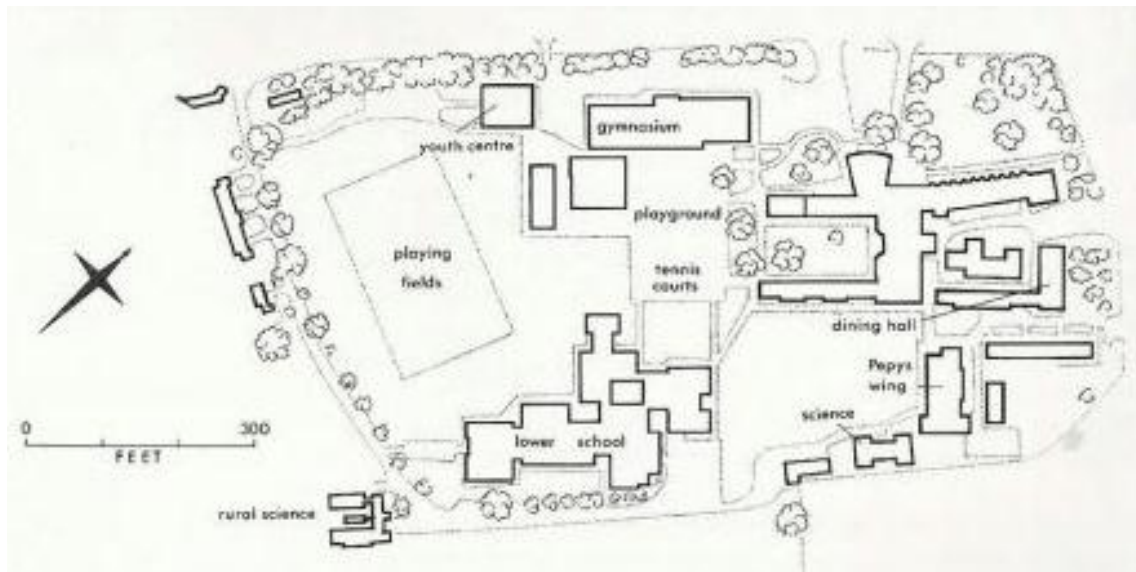 gymnasium
youth centre
playground
playing
fields
tennis
courts
dining hall
Pepys
wing
science
0 300
FEET
lower school
rural science